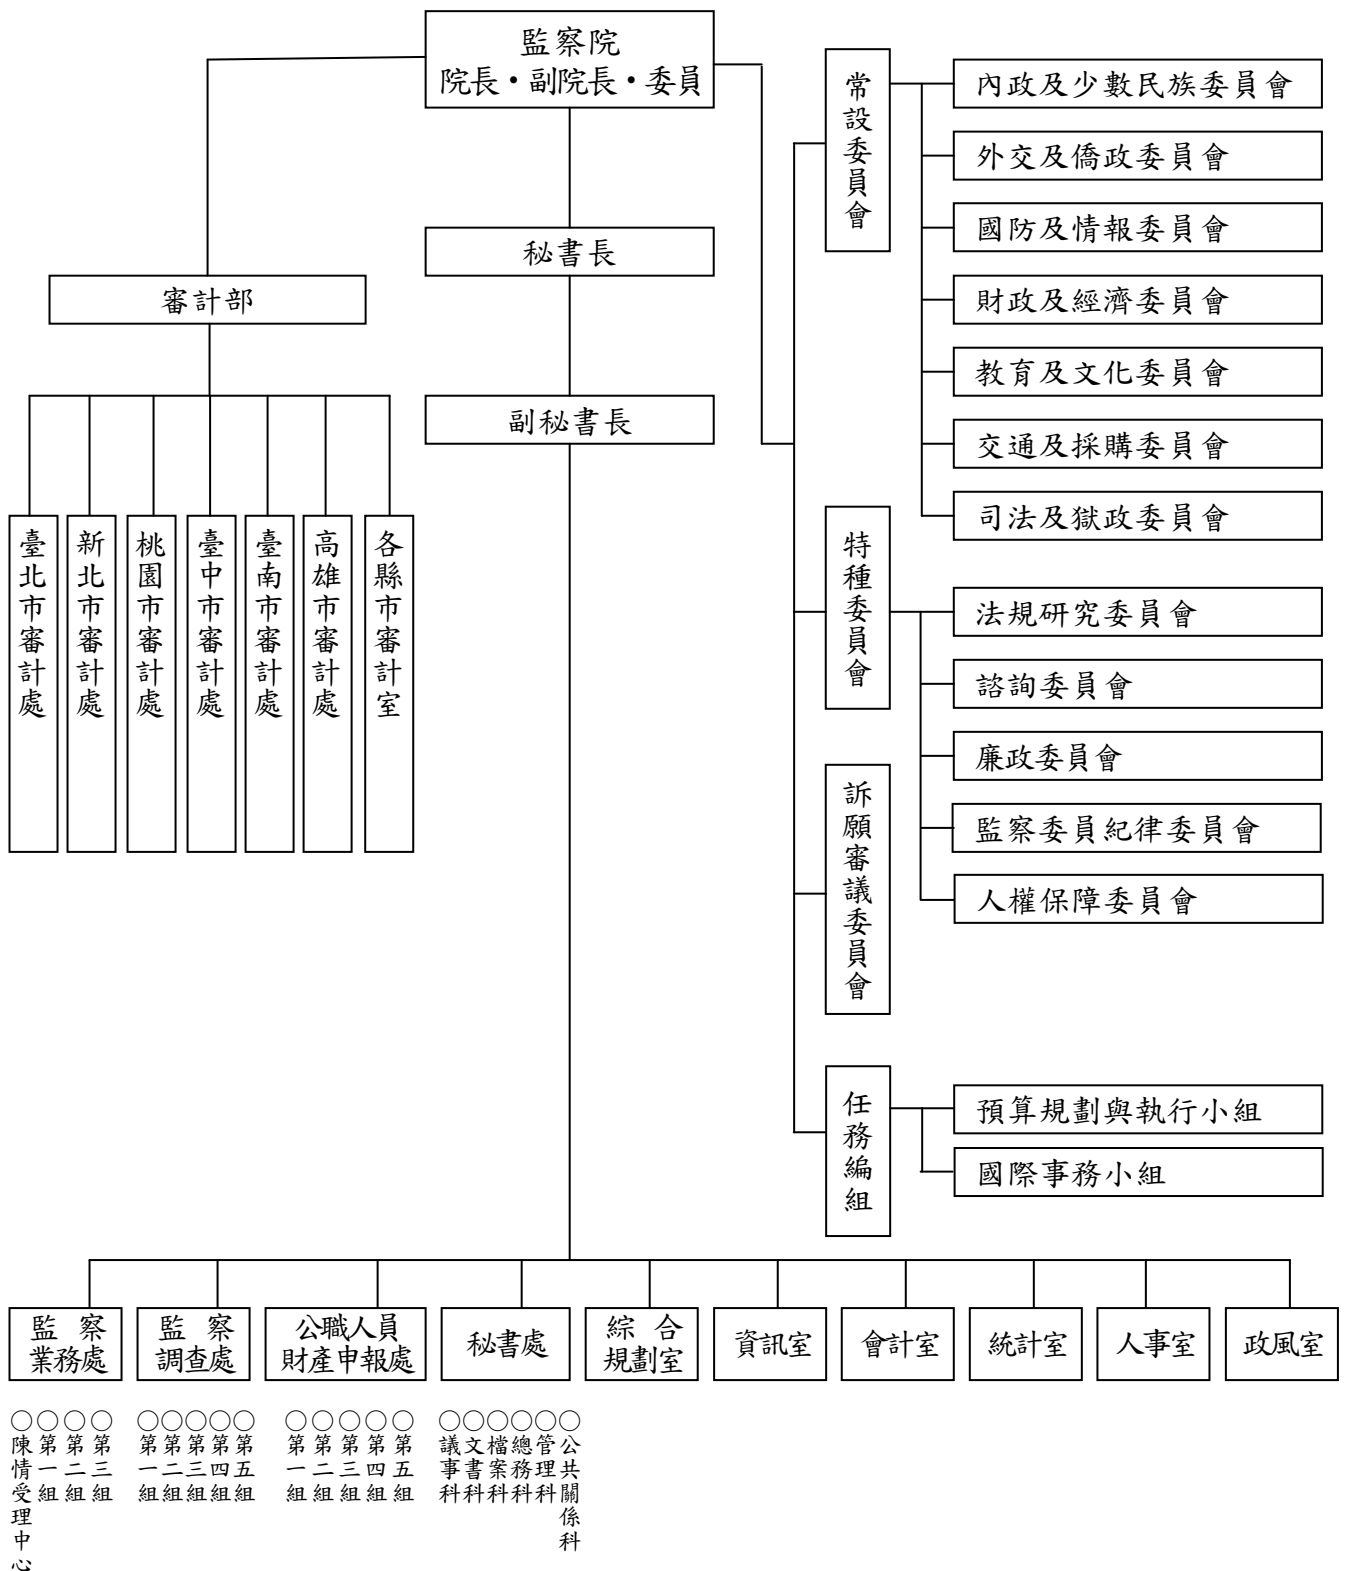 監察院
院長・副院長・委員
秘書長
副秘書長
審計部
臺北市審計處
新北市審計處
桃園市審計處
臺中市審計處
臺南市審計處
高雄市審計處
各縣市審計室
常設委員會
內政及少數民族委員會
外交及僑政委員會
國防及情報委員會
財政及經濟委員會
教育及文化委員會
交通及採購委員會
司法及獄政委員會
特種委員會
法規研究委員會
諮詢委員會
廉政委員會
監察委員紀律委員會
人權保障委員會
訴願審議委員會
任務編組
預算規劃與執行小組
國際事務小組
監察
業務處
監察
調查處
公職人員
財產申報處
秘書處
綜合
規劃室
資訊室
會計室
統計室
人事室
政風室
○陳情受理中心
○第一組
○第二組
○第三組
○第一組
○第二組
○第三組
○第四組
○第五組
○第一組
○第二組
○第三組
○第四組
○第五組
○議事科
○文書科
○檔案科
○總務科
○管理科
○公共關係科